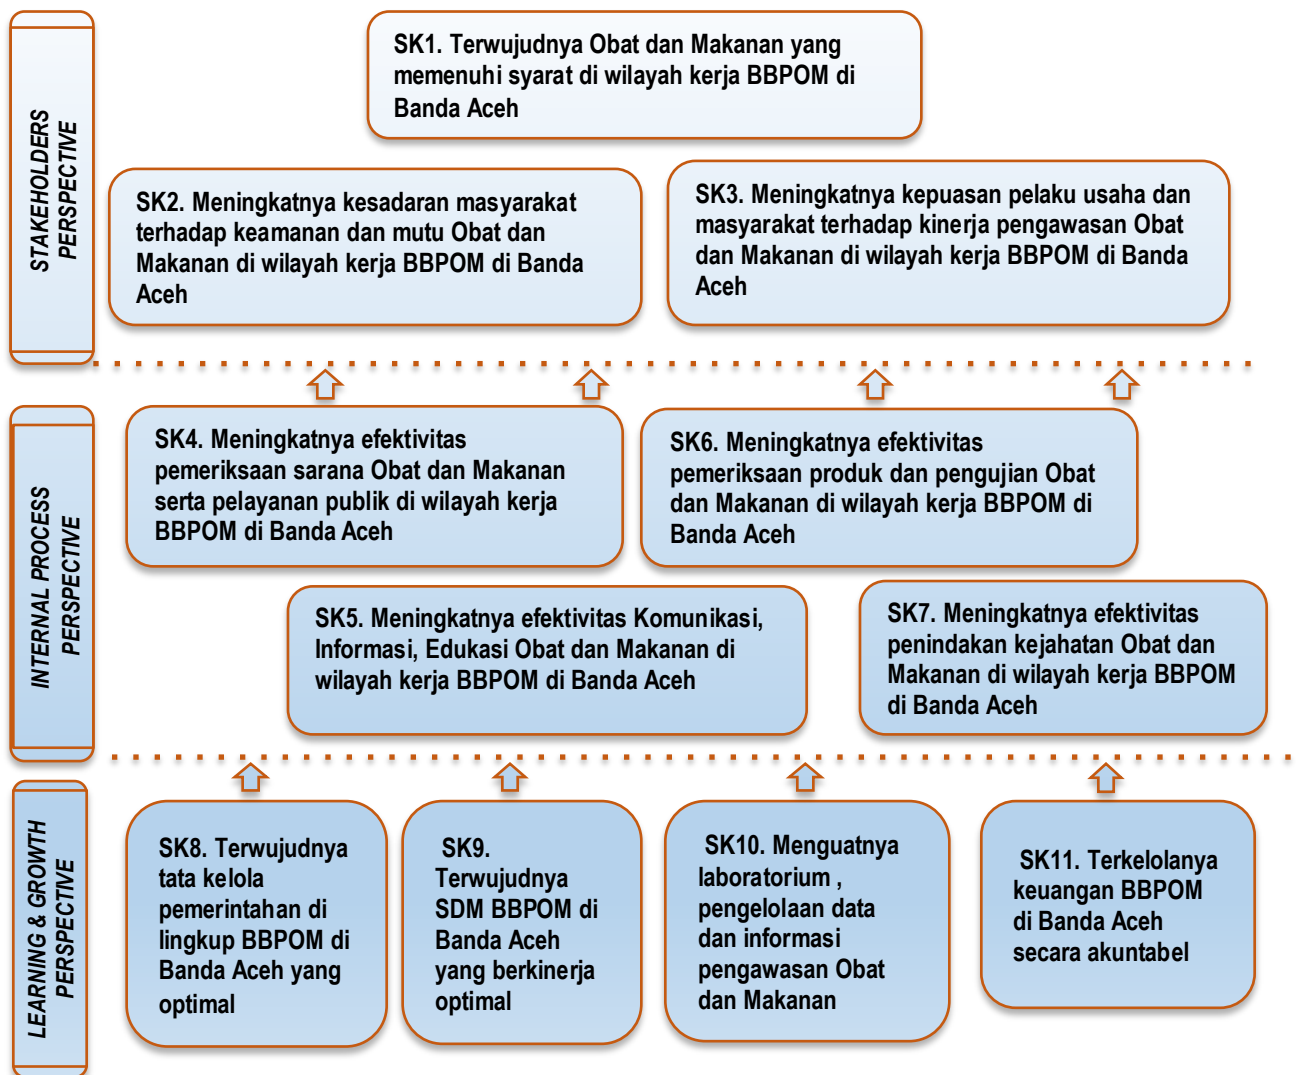 STAKEHOLDERS
PERSPECTIVE
SK1. Terwujudnya Obat dan Makanan yang
memenuhi syarat di wilayah kerja BBPOM di
Banda Aceh
SK2. Meningkatnya kesadaran masyarakat
terhadap keamanan dan mutu Obat dan
Makanan di wilayah kerja BBPOM di Banda
Aceh
SK3. Meningkatnya kepuasan pelaku usaha dan
masyarakat terhadap kinerja pengawasan Obat
dan Makanan di wilayah kerja BBPOM di Banda
Aceh
INTERNAL PROCESS
PERSPECTIVE
SK4. Meningkatnya efektivitas
pemeriksaan sarana Obat dan Makanan
serta pelayanan publik di wilayah kerja
BBPOM di Banda Aceh
SK6. Meningkatnya efektivitas
pemeriksaan produk dan pengujian Obat
dan Makanan di wilayah kerja BBPOM di
Banda Aceh
SK5. Meningkatnya efektivitas Komunikasi,
Informasi, Edukasi Obat dan Makanan di
wilayah kerja BBPOM di Banda Aceh
SK7. Meningkatnya efektivitas
penindakan kejahatan Obat dan
Makanan di wilayah kerja BBPOM
di Banda Aceh
LEARNING & GROWTH
PERSPECTIVE
SK8. Terwujudnya
tata kelola
pemerintahan di
lingkup BBPOM di
Banda Aceh yang
optimal
SK9.
Terwujudnya
SDM BBPOM di
Banda Aceh
yang berkinerja
optimal
SK10. Menguatnya
laboratorium ,
pengelolaan data
dan informasi
pengawasan Obat
dan Makanan
SK11. Terkelolanya
keuangan BBPOM
di Banda Aceh
secara akuntabel